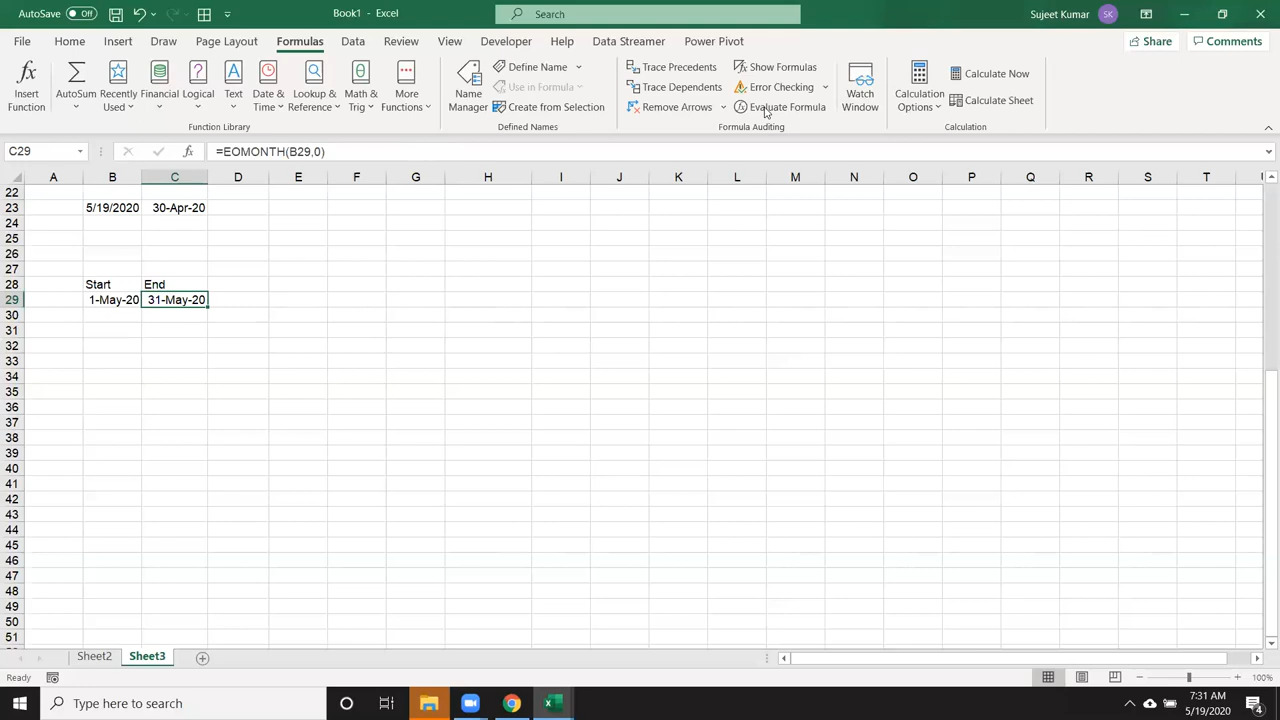 AutoSave Off Book1 - Excel Search Sujeet Kumar SK
File Home Insert Draw Page Layout Formulas Data Review View Developer Help Data Streamer Power Pivot Share Comments
Insert Function
AutoSum
Recently Used
Financial
Logical
Text
Date & Time
Lookup & Reference
Math & Trig
More Functions
Function Library
Name Manager
Define Name
Use in Formula
Create from Selection
Defined Names
Trace Precedents
Trace Dependents
Remove Arrows
Show Formulas
Error Checking
Evaluate Formula
Formula Auditing
Watch Window
Calculation Options
Calculate Now
Calculate Sheet
Calculation
C29 fx =EOMONTH(B29,0)
A B C D E F G H I J K L M N O P Q R S T U
22
23 5/19/2020 30-Apr-20
24
25
26
27
28 Start End
29 1-May-20 31-May-20
30
31
32
33
34
35
36
37
38
39
40
41
42
43
44
45
46
47
48
49
50
51
Sheet2 Sheet3
Ready 100%
Type here to search 7:31 AM
5/19/2020